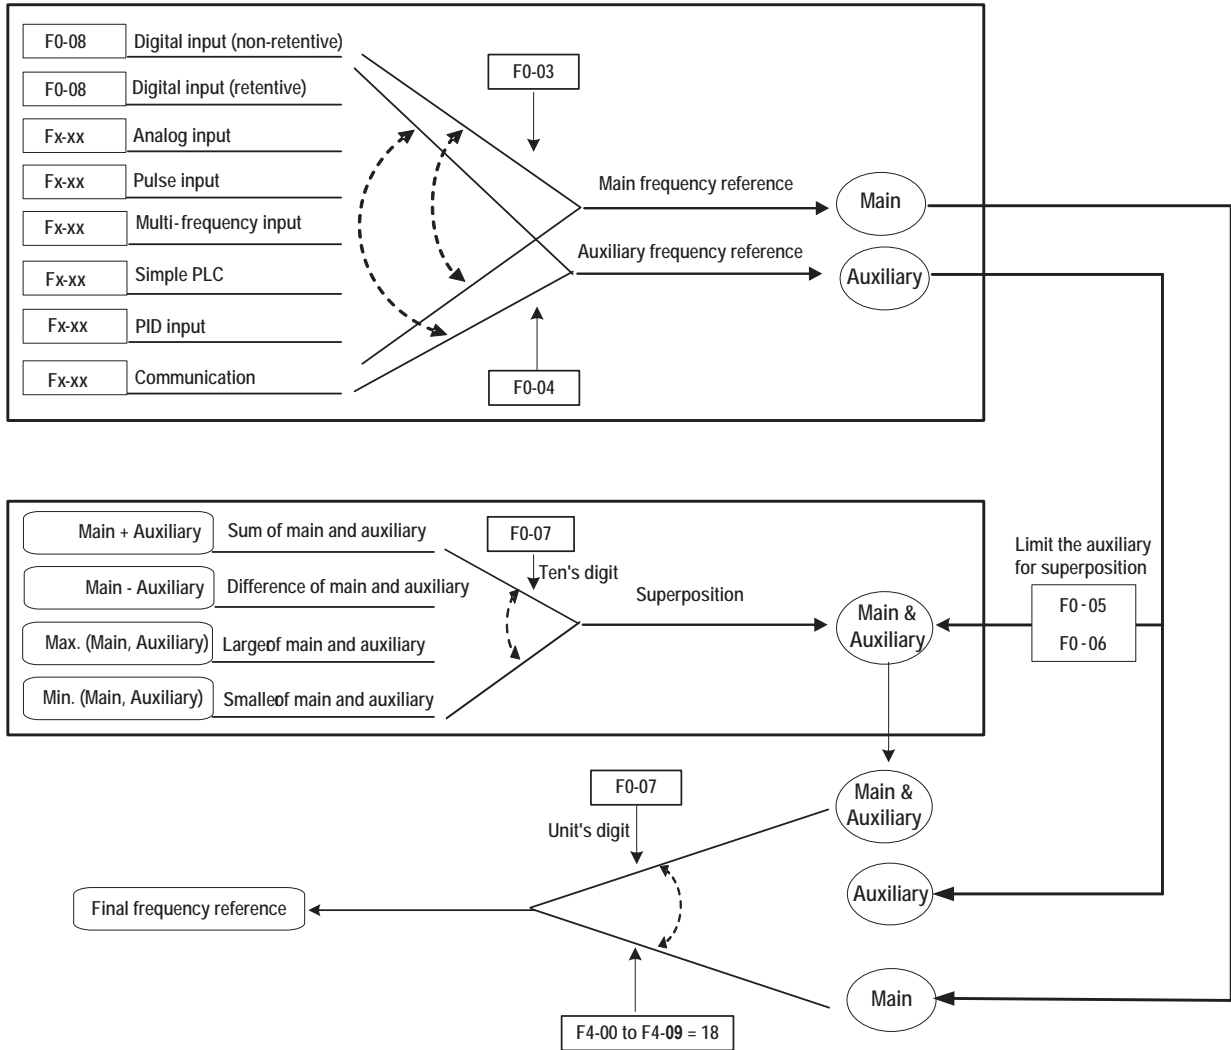 F0-08 Digital input (non-retentive)
F0-08 Digital input (retentive)
Fx-xx Analog input
Fx-xx Pulse input
Fx-xx Multi-frequency input
Fx-xx Simple PLC
Fx-xx PID input
Fx-xx Communication
F0-03
F0-04
Main frequency reference
Auxiliary frequency reference
Main
Auxiliary
Main + Auxiliary Sum of main and auxiliary
Main - Auxiliary Difference of main and auxiliary
Max. (Main, Auxiliary) Largerof main and auxiliary
Min. (Main, Auxiliary) Smallerof main and auxiliary
F0-07
Ten's digit
Superposition
Main &
Auxiliary
Limit the auxiliary
for superposition
F0-05
F0-06
F0-07
Unit's digit
Main &
Auxiliary
Auxiliary
Main
Final frequency reference
F4-00 to F4-09 = 18